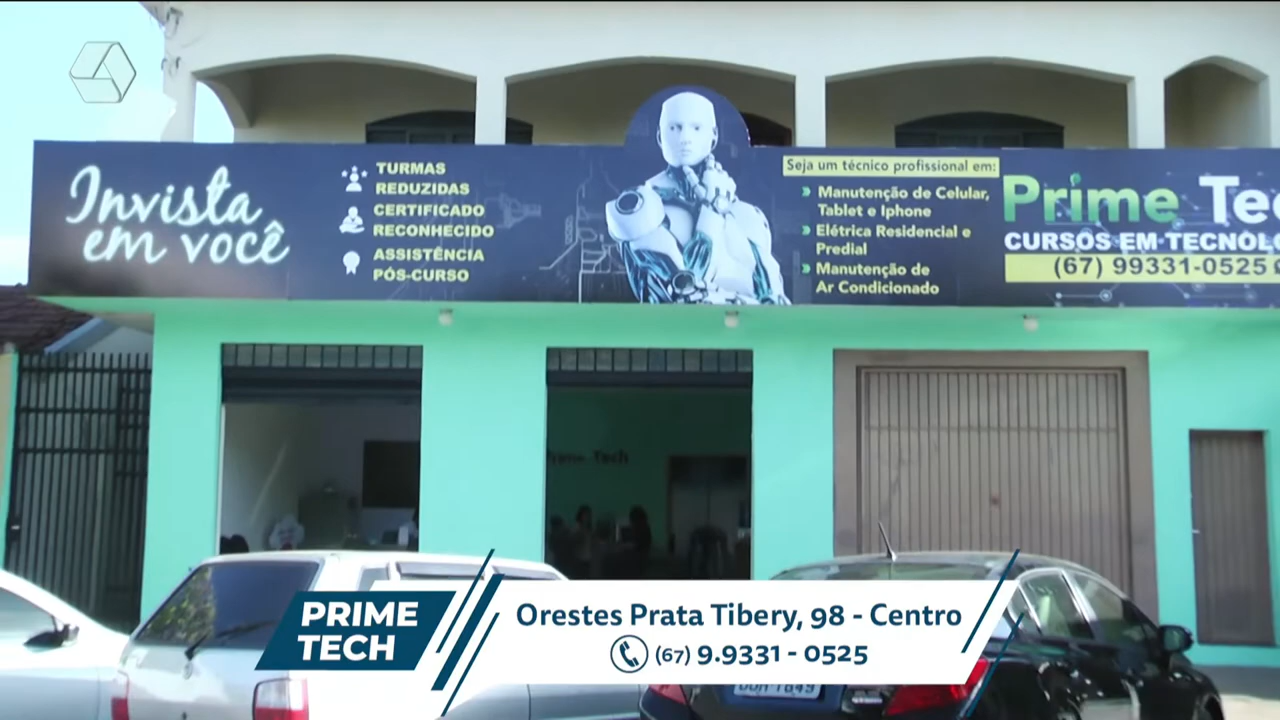 Invista
em você
TURMAS
REDUZIDAS
CERTIFICADO
RECONHECIDO
ASSISTÊNCIA
PÓS-CURSO
Seja um técnico profissional em:
Manutenção de Celular,
Tablet e Iphone
Elétrica Residencial e
Predial
Manutenção de
Ar Condicionado
Prime Te
CURSOS EM TECNOLO
(67) 99331-0525
Tech
PRIME
TECH
Orestes Prata Tibery, 98 - Centro
(67) 9.9331 - 0525